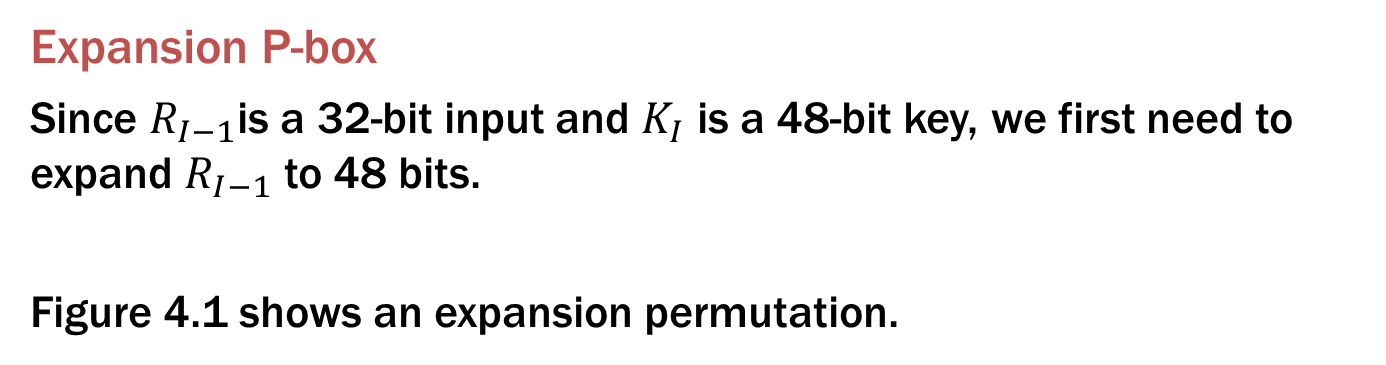 Expansion P-box
Since $R_{I-1}$is a 32-bit input and $K_I$ is a 48-bit key, we first need to
expand $R_{I-1}$ to 48 bits.
Figure 4.1 shows an expansion permutation.